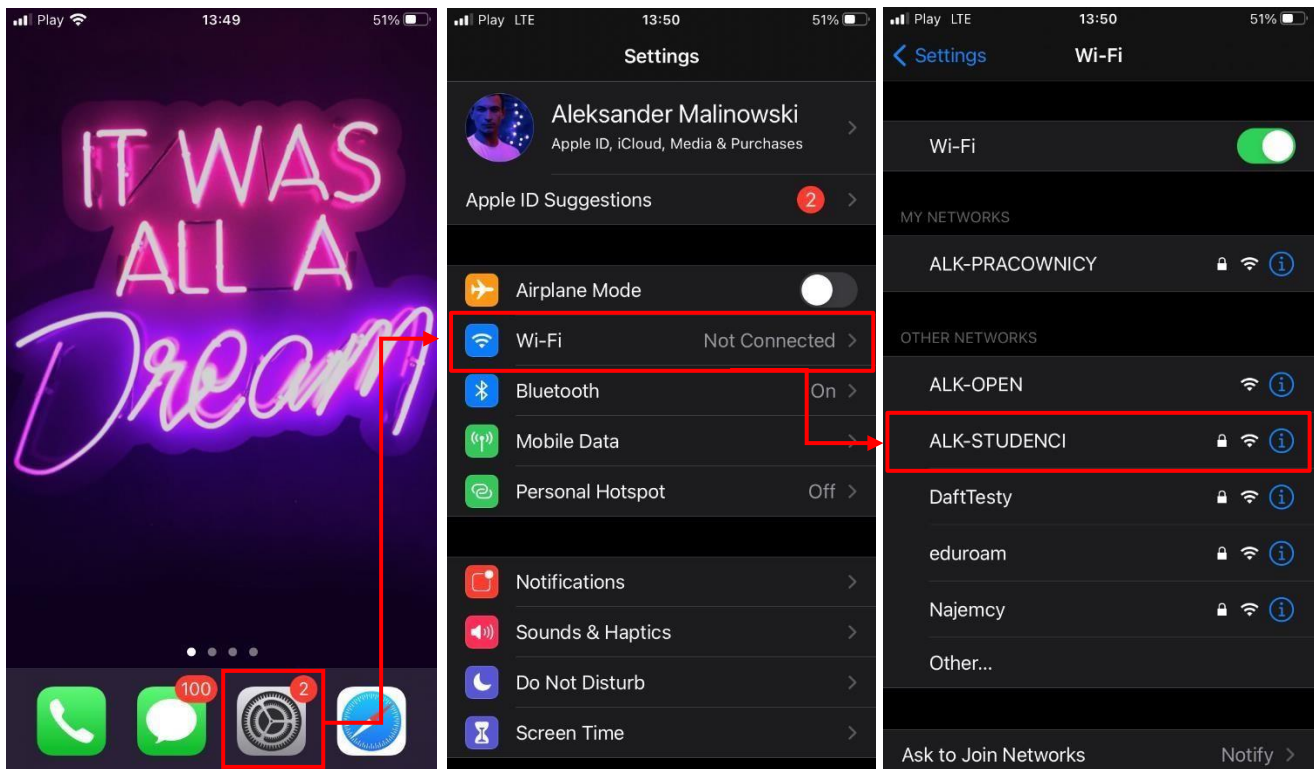 Play 13:49 51%
IT WAS
ALL A
Dream
100 2
Play LTE 13:50 51%
Settings
Aleksander Malinowski
Apple ID, iCloud, Media & Purchases
Apple ID Suggestions 2
Airplane Mode
Wi-Fi Not Connected
Bluetooth On
Mobile Data
Personal Hotspot Off
Notifications
Sounds & Haptics
Do Not Disturb
Screen Time
Play LTE 13:50 51%
Settings Wi-Fi
Wi-Fi
MY NETWORKS
ALK-PRACOWNICY
OTHER NETWORKS
ALK-OPEN
ALK-STUDENCI
DaftTesty
eduroam
Najemcy
Other...
Ask to Join Networks Notify